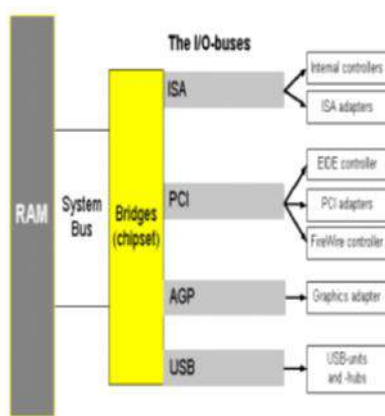 The I/O-buses
RAM
System
Bus
Bridges
(chipset)
ISA
Internal controllers
ISA adapters
PCI
EIDE controller
PCI adapters
FireWire controller
AGP
Graphics adapter
USB
USB-units
and -hubs